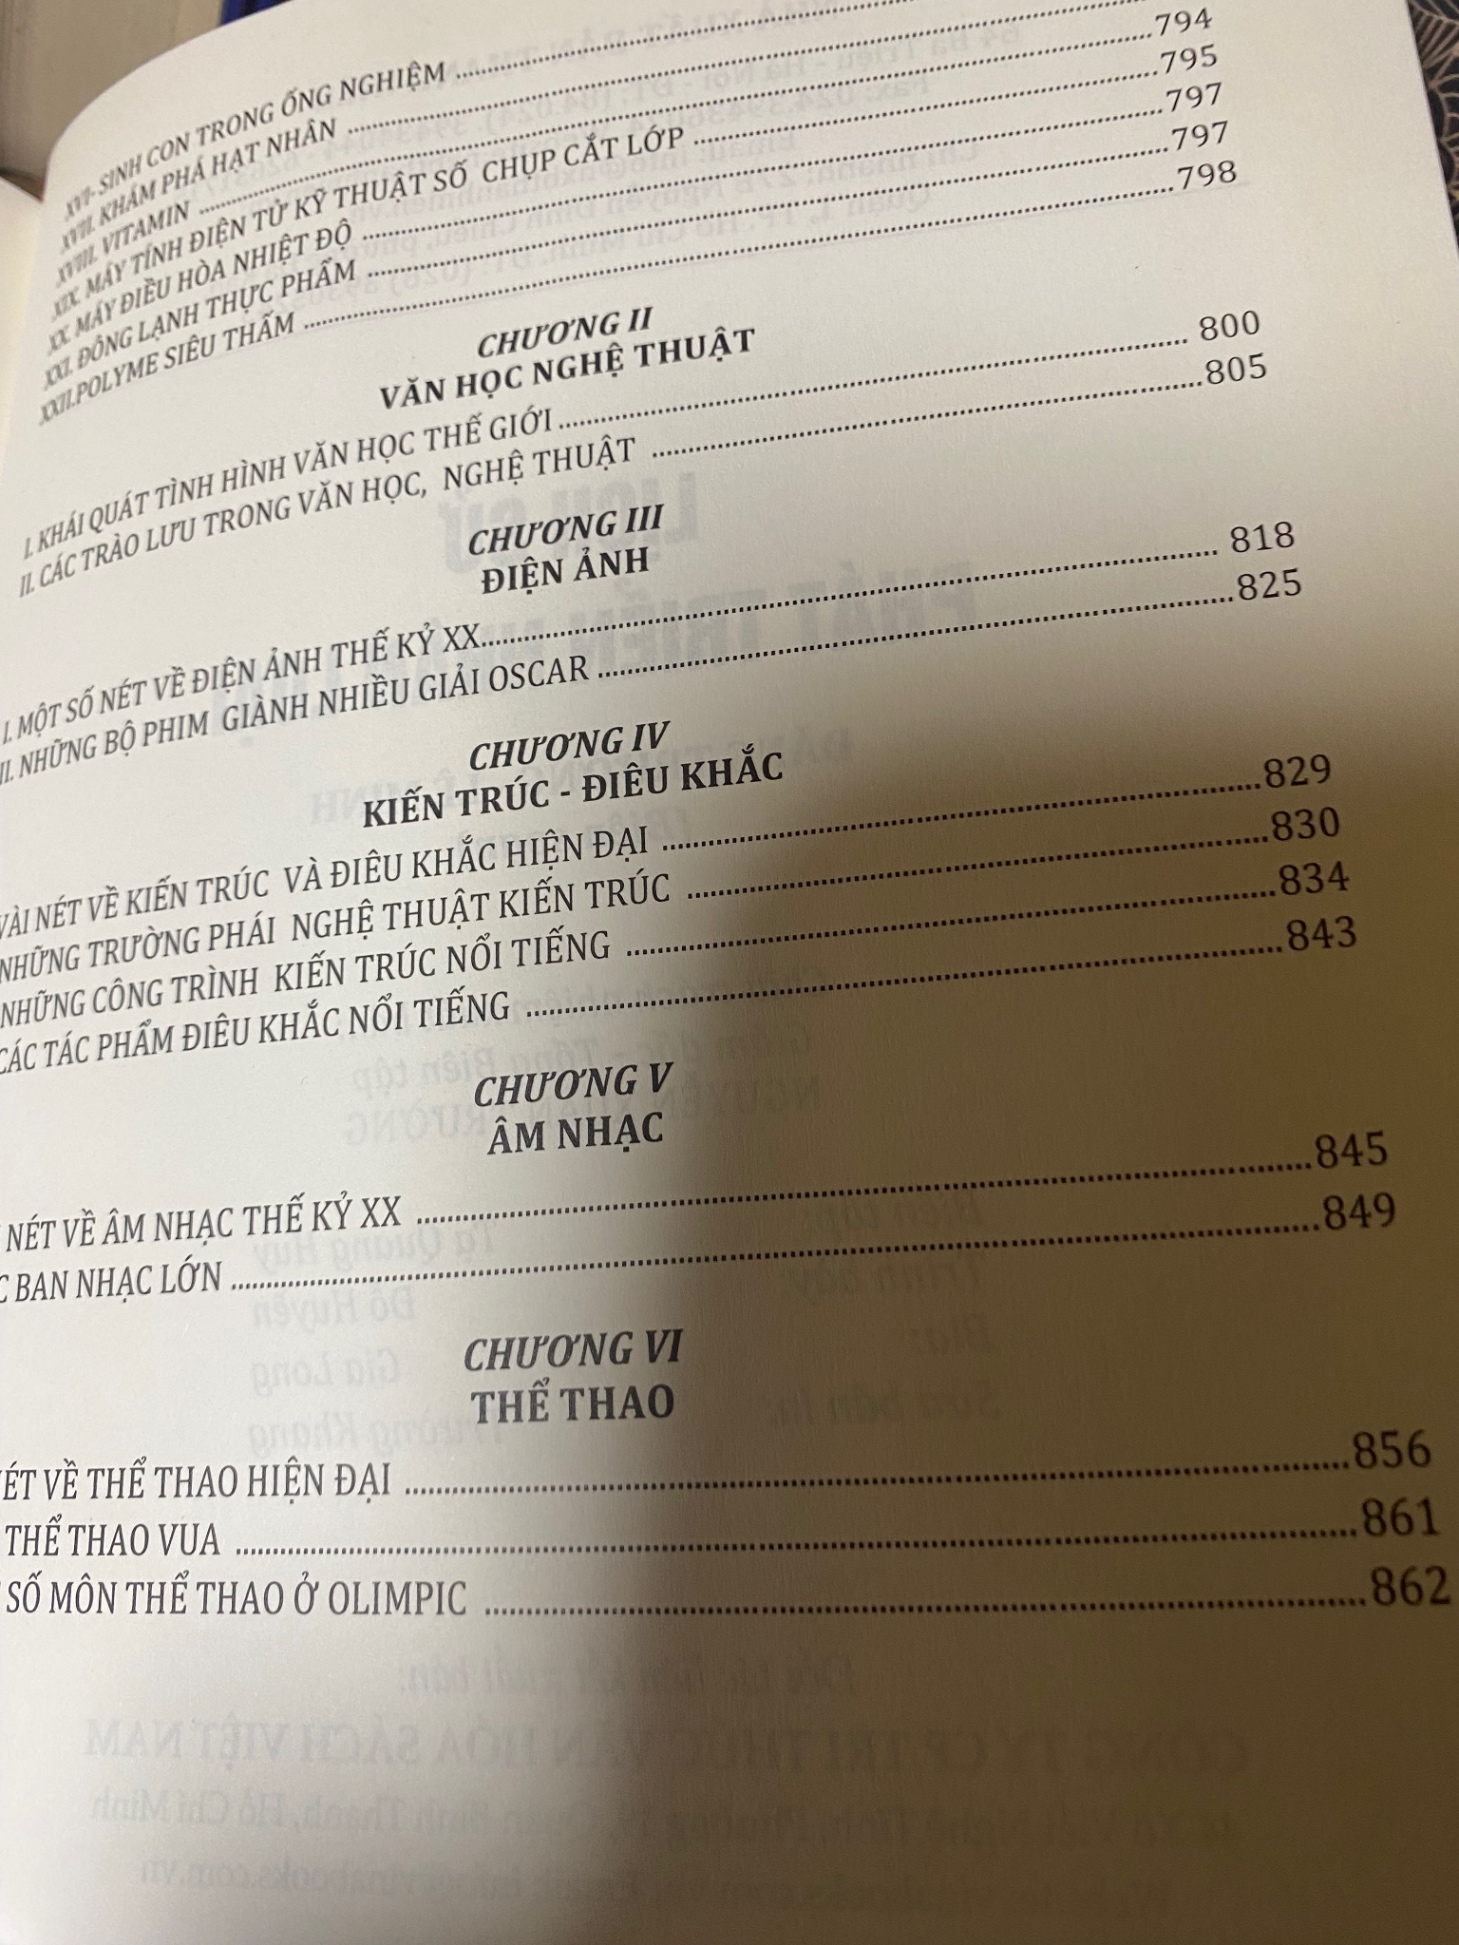 XVI- SINH CON TRONG ỐNG NGHIỆM ........................
XVII. KHÁM PHÁ HẠT NHÂN ........................
XVIII. VITAMIN ........................794
XIX. MÁY TÍNH ĐIỆN TỬ KỸ THUẬT SỐ CHỤP CẮT LỚP ........................795
XX. MÁY ĐIỀU HÒA NHIỆT ĐỘ ........................797
XXI. ĐÔNG LẠNH THỰC PHẨM ........................797
XXII.POLYME SIÊU THẤM ........................798
CHƯƠNG II
VĂN HỌC NGHỆ THUẬT
I. KHÁI QUÁT TÌNH HÌNH VĂN HỌC THẾ GIỚI ........................ 800
II. CÁC TRÀO LƯU TRONG VĂN HỌC, NGHỆ THUẬT ........................805
CHƯƠNG III
ĐIỆN ẢNH
I. MỘT SỐ NÉT VỀ ĐIỆN ẢNH THẾ KỶ XX........................ 818
II. NHỮNG BỘ PHIM GIÀNH NHIỀU GIẢI OSCAR ........................825
CHƯƠNG IV
KIẾN TRÚC - ĐIÊU KHẮC
VÀI NÉT VỀ KIẾN TRÚC VÀ ĐIÊU KHẮC HIỆN ĐẠI ........................829
NHỮNG TRƯỜNG PHÁI NGHỆ THUẬT KIẾN TRÚC ........................830
NHỮNG CÔNG TRÌNH KIẾN TRÚC NỔI TIẾNG ........................834
CÁC TÁC PHẨM ĐIÊU KHẮC NỔI TIẾNG ........................843
CHƯƠNG V
ÂM NHẠC
NÉT VỀ ÂM NHẠC THẾ KỶ XX ........................845
C BAN NHẠC LỚN ........................849
CHƯƠNG VI
THỂ THAO
ÉT VỀ THỂ THAO HIỆN ĐẠI ........................856
THỂ THAO VUA ........................861
SỐ MÔN THỂ THAO Ở OLIMPIC ........................862